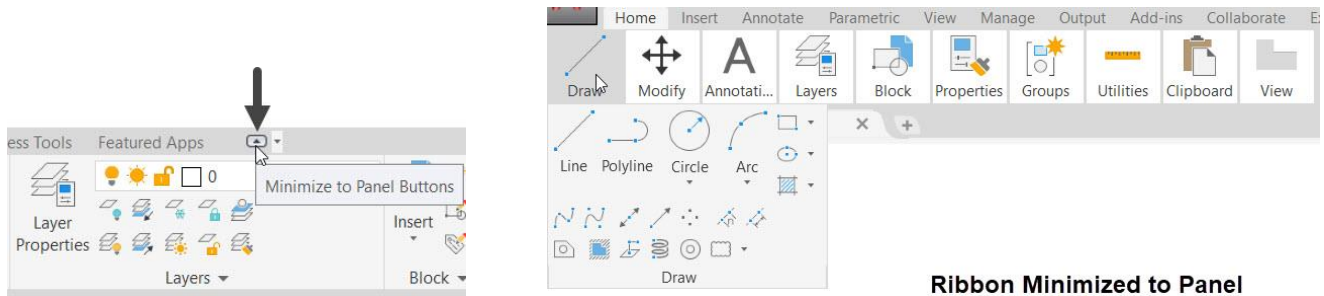 ess Tools Featured Apps
0
Minimize to Panel Buttons
Layer
Properties
Insert
Layers
Block
Home Insert Annotate Parametric View Manage Output Add-ins Collaborate
Draw Modify Annotati... Layers Block Properties Groups Utilities Clipboard View
Line Polyline Circle Arc
Draw
Ribbon Minimized to Panel